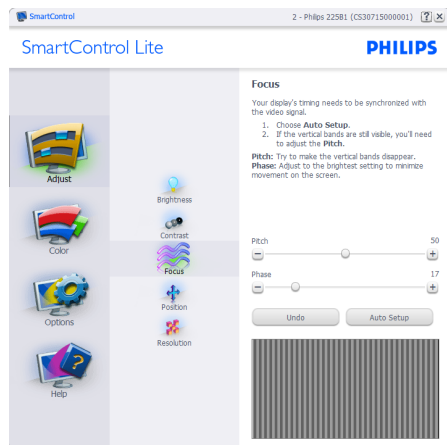 SmartControl
2 - Philips 225B1 (CS30715000001)
SmartControl Lite
PHILIPS
Adjust
Color
Options
Help
Brightness
Contrast
Focus
Position
Resolution
Focus
Your display's timing needs to be synchronized with
the video signal.
1. Choose Auto Setup.
2. If the vertical bands are still visible, you'll need
to adjust the Pitch.
Pitch: Try to make the vertical bands disappear.
Phase: Adjust to the brightest setting to minimize
movement on the screen.
Pitch 50
Phase 17
Undo Auto Setup